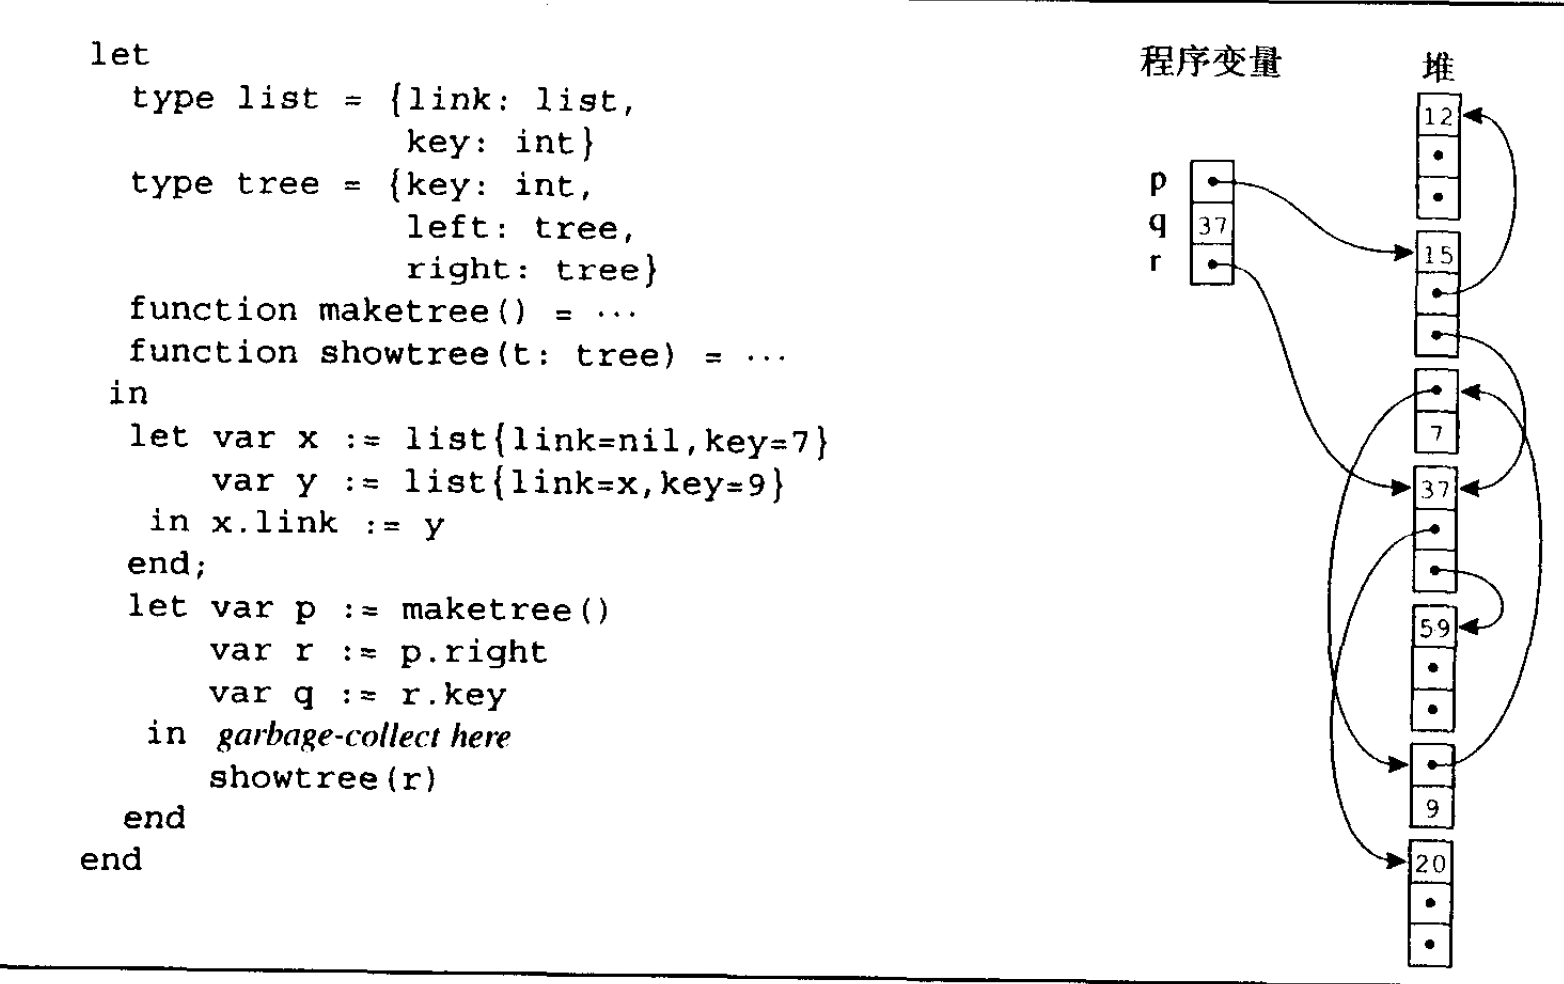 let
type list = {link: list,
key: int}
type tree = {key: int,
left: tree,
right: tree}
function maketree() = ···
function showtree(t: tree) = ···
in
let var x := list{link=nil,key=7}
var y := list{link=x,key=9}
in x.link := y
end;
let var p := maketree()
var r := p.right
var q := r.key
in garbage-collect here
showtree(r)
end
end
程序变量
p
q 37
r
堆
12
15
7
37
59
9
20